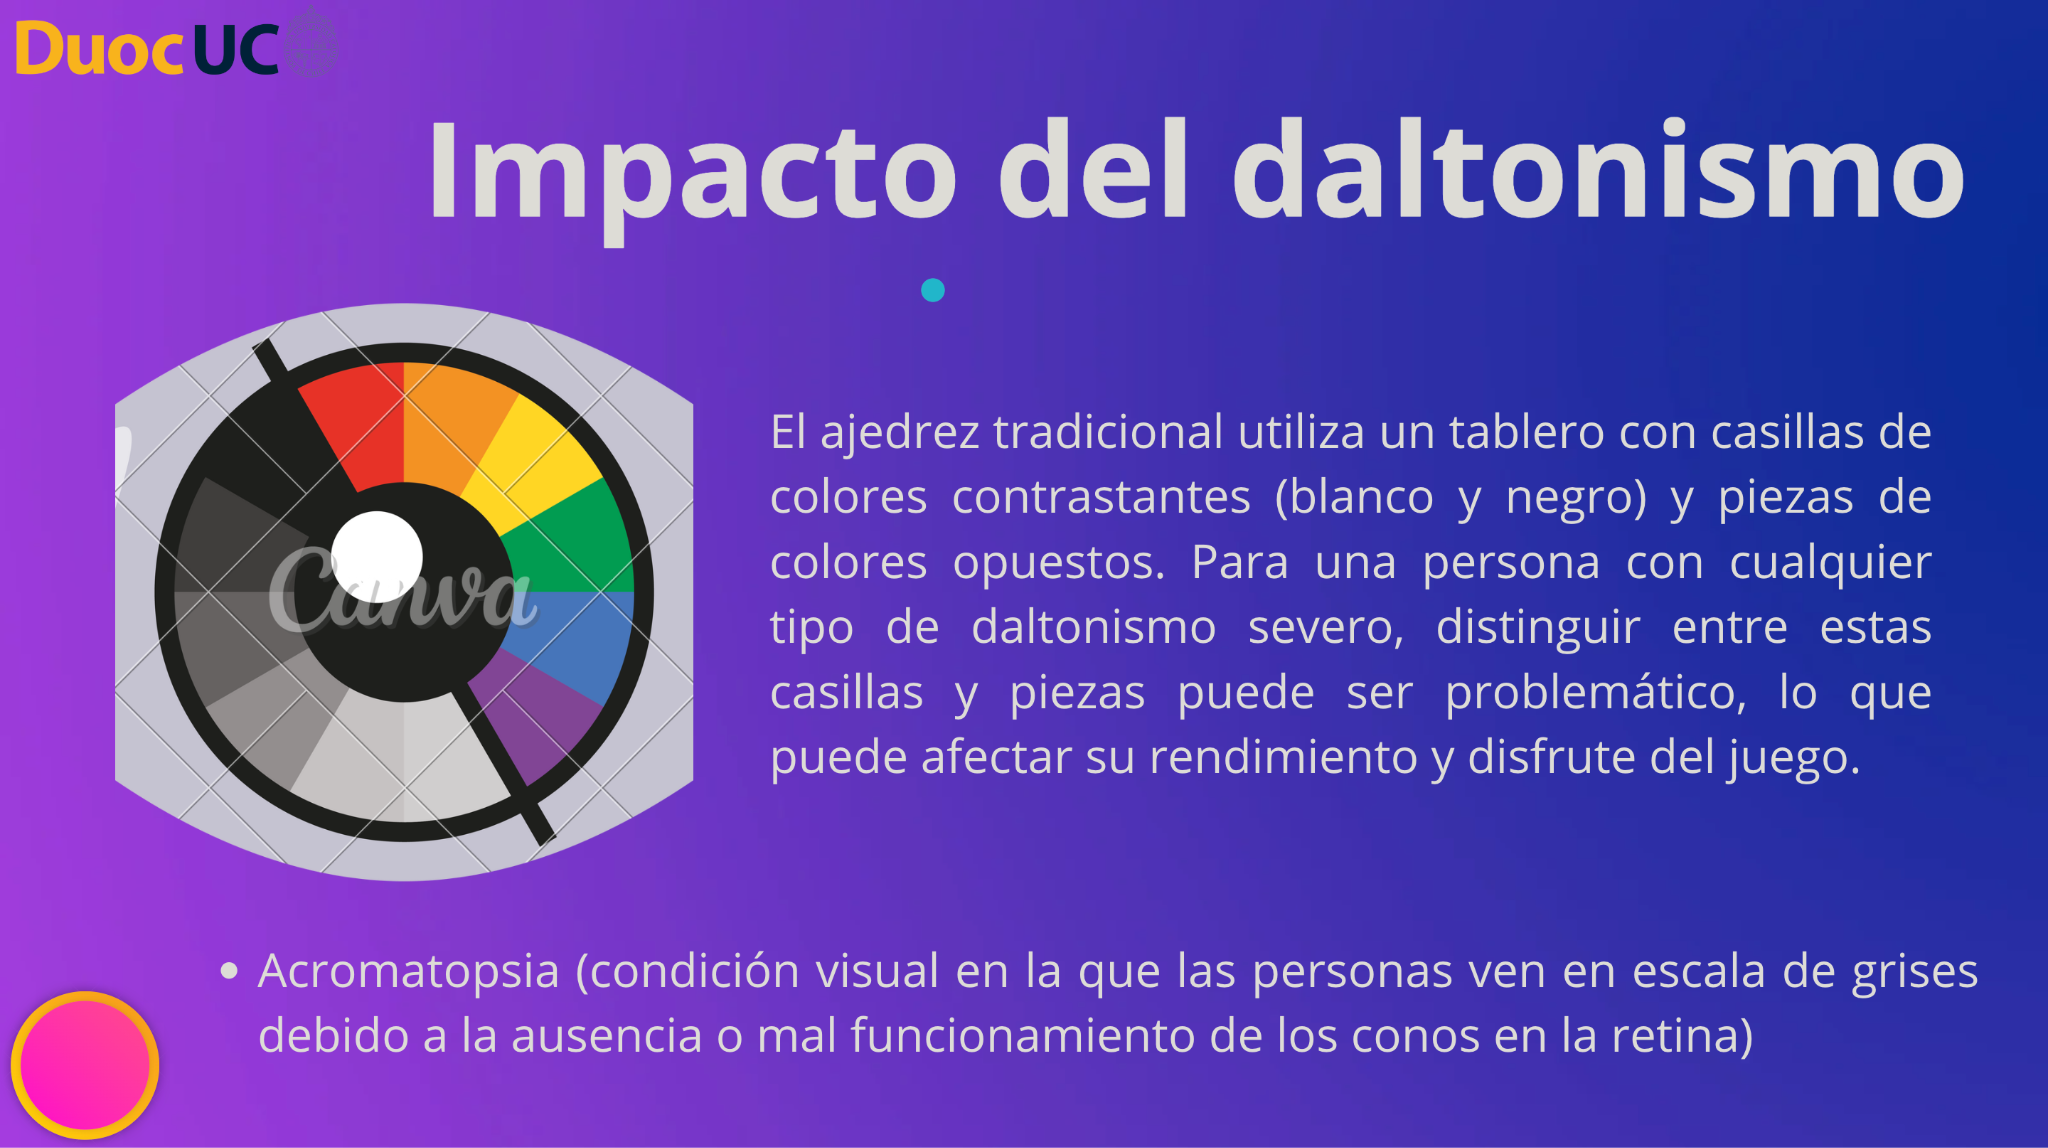 Duoc UC
Impacto del daltonismo
El ajedrez tradicional utiliza un tablero con casillas de
colores contrastantes (blanco y negro) y piezas de
colores opuestos. Para una persona con cualquier
tipo de daltonismo severo, distinguir entre estas
casillas y piezas puede ser problemático, lo que
puede afectar su rendimiento y disfrute del juego.
Canva
• Acromatopsia (condición visual en la que las personas ven en escala de grises
debido a la ausencia o mal funcionamiento de los conos en la retina)